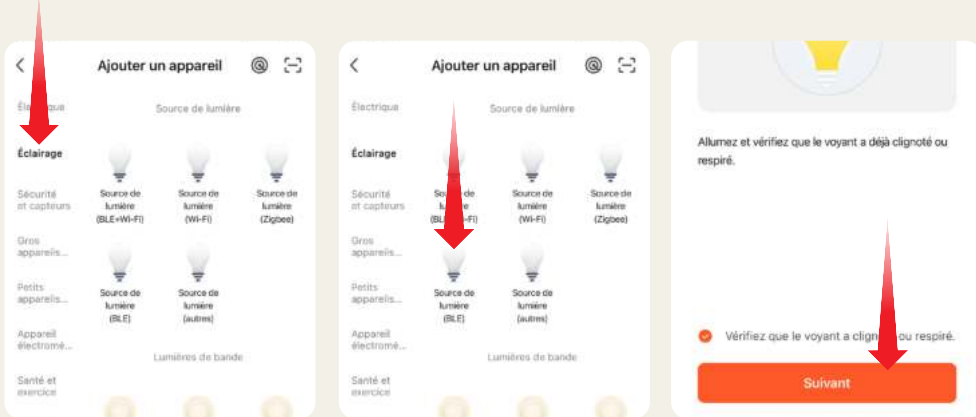 Ajouter un appareil
Électrique
Source de lumière
Éclairage
Sécurité
et capteurs
Source de
lumière
(BLE+Wi-Fi)
Source de
lumière
(Wi-Fi)
Source de
lumière
(Zigbee)
Gros
appareils...
Petits
appareils...
Source de
lumière
(BLE)
Source de
lumière
(autres)
Appareil
électromé...
Lumières de bande
Santé et
exercice
Ajouter un appareil
Électrique
Source de lumière
Éclairage
Sécurité
et capteurs
Source de
lumière
(BLE+Wi-Fi)
Source de
lumière
(Wi-Fi)
Source de
lumière
(Zigbee)
Gros
appareils...
Petits
appareils...
Source de
lumière
(BLE)
Source de
lumière
(autres)
Appareil
électromé...
Lumières de bande
Santé et
exercice
Allumez et vérifiez que le voyant a déjà clignoté ou
respiré.
Vérifiez que le voyant a clignoté ou respiré.
Suivant